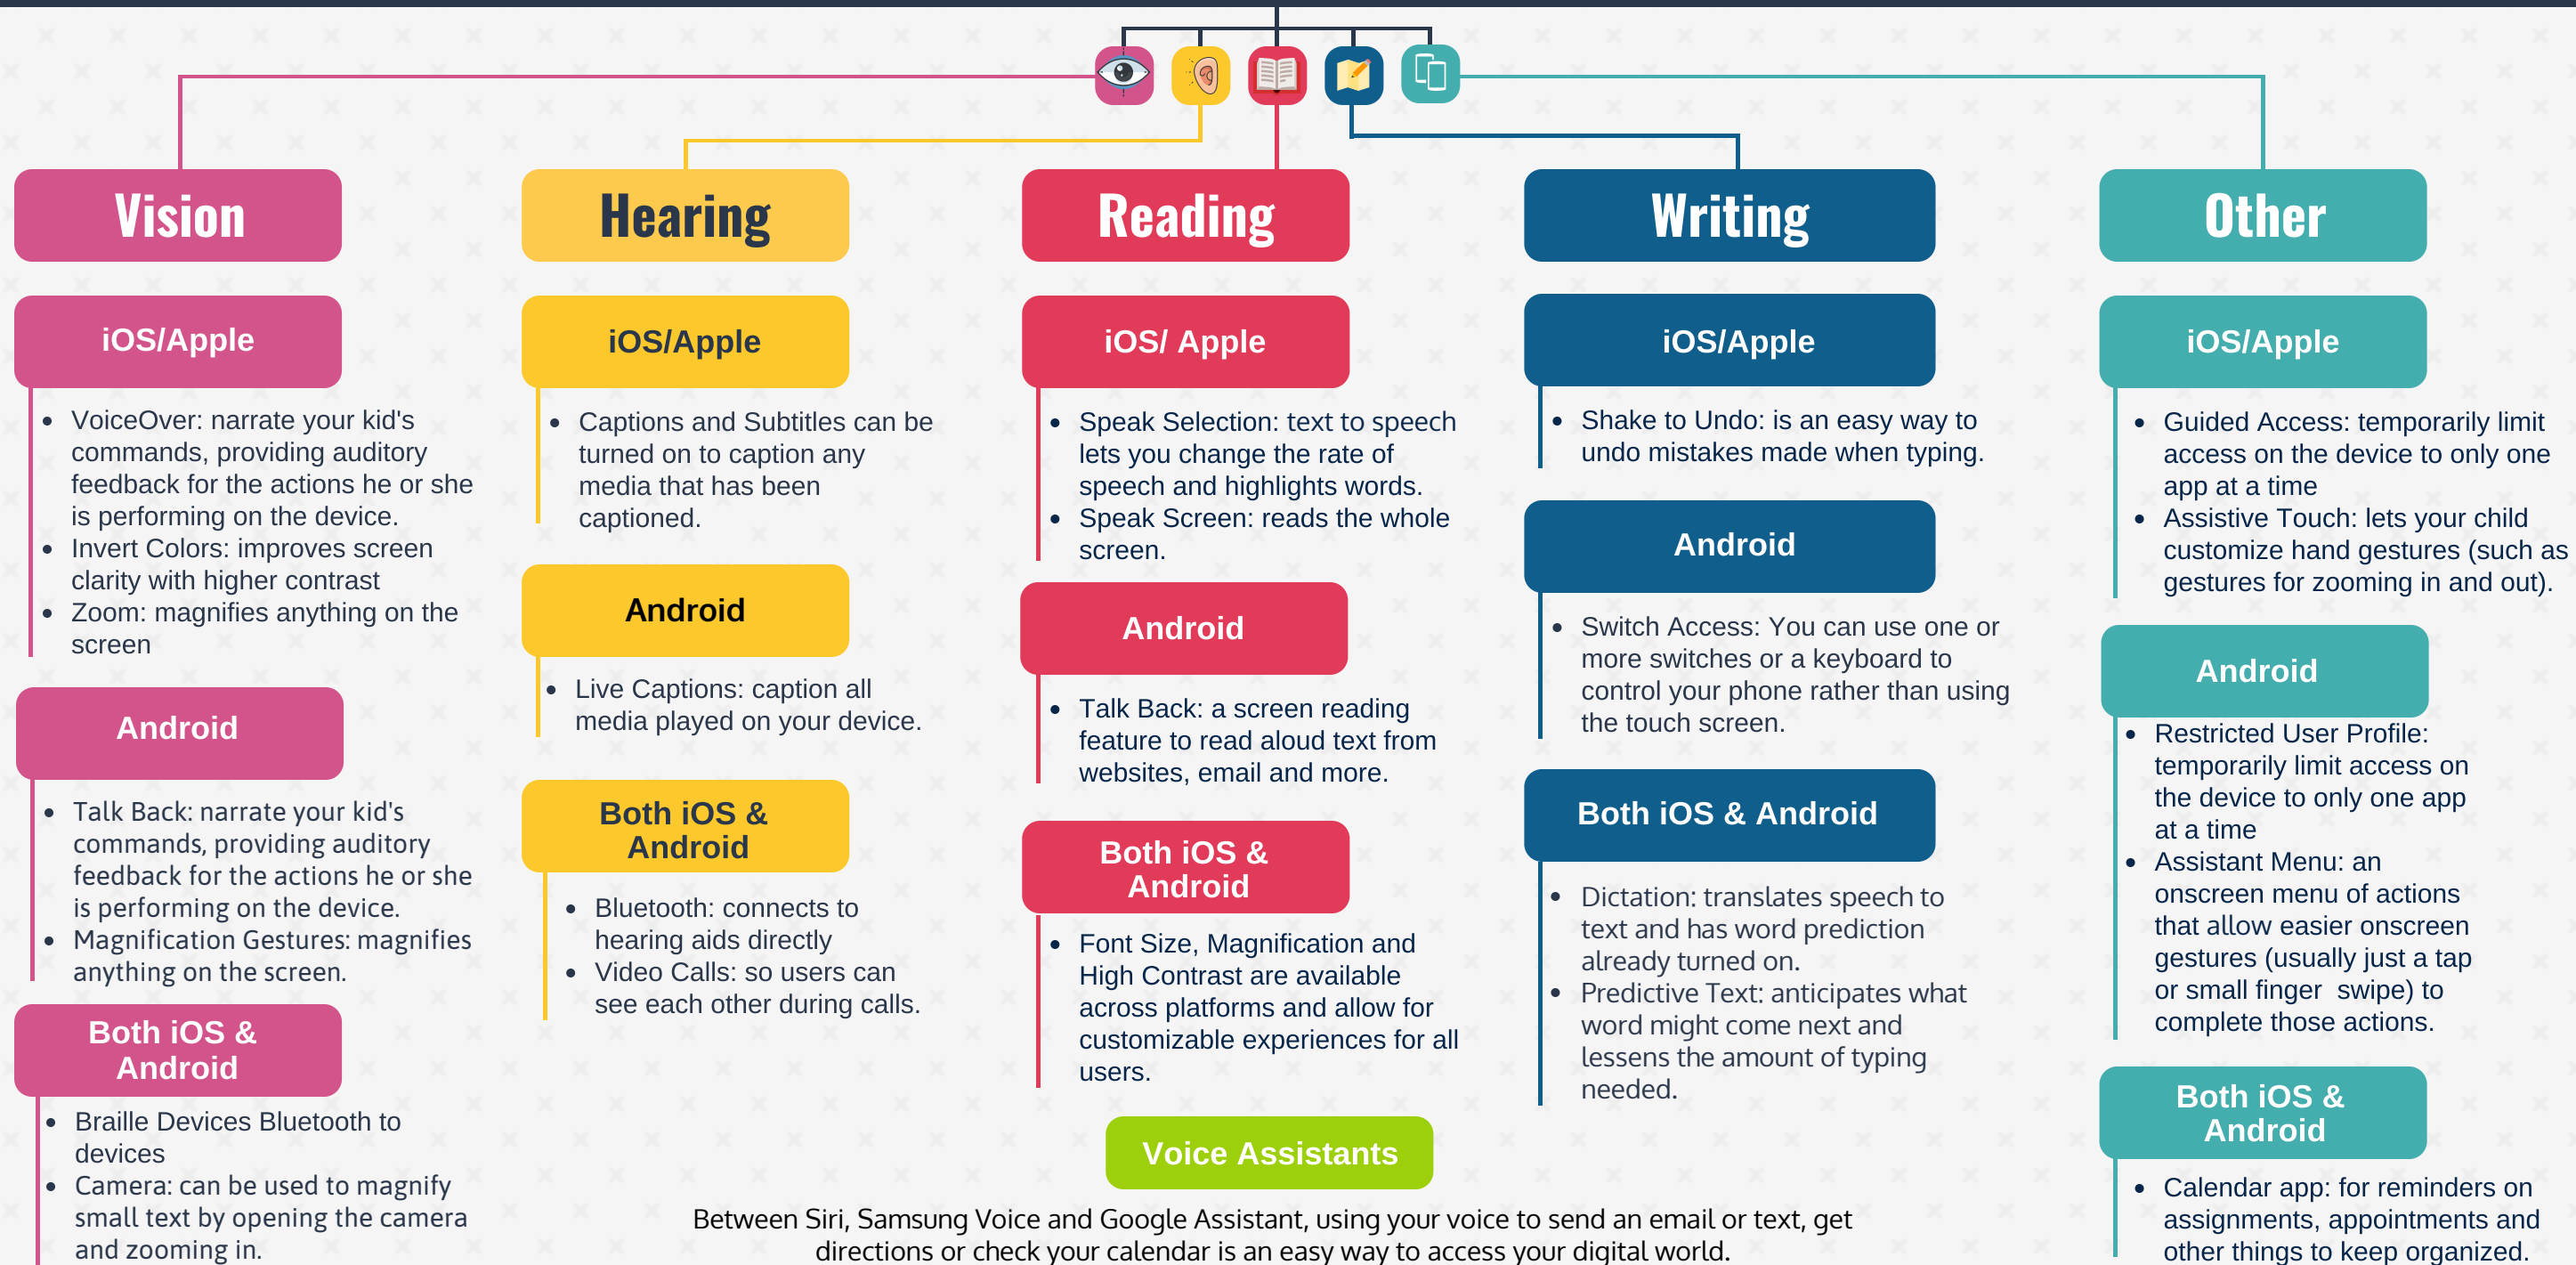 Vision
iOS/Apple
• VoiceOver: narrate your kid's
commands, providing auditory
feedback for the actions he or she
is performing on the device.
• Invert Colors: improves screen
clarity with higher contrast
• Zoom: magnifies anything on the
screen
Android
• Talk Back: narrate your kid's
commands, providing auditory
feedback for the actions he or she
is performing on the device.
• Magnification Gestures: magnifies
anything on the screen.
Both iOS &
Android
• Braille Devices Bluetooth to
devices
• Camera: can be used to magnify
small text by opening the camera
and zooming in.
Hearing
iOS/Apple
• Captions and Subtitles can be
turned on to caption any
media that has been
captioned.
Android
• Live Captions: caption all
media played on your device.
Both iOS &
Android
• Bluetooth: connects to
hearing aids directly
• Video Calls: so users can
see each other during calls.
Reading
iOS/ Apple
• Speak Selection: text to speech
lets you change the rate of
speech and highlights words.
• Speak Screen: reads the whole
screen.
Android
• Talk Back: a screen reading
feature to read aloud text from
websites, email and more.
Both iOS &
Android
• Font Size, Magnification and
High Contrast are available
across platforms and allow for
customizable experiences for all
users.
Writing
iOS/Apple
• Shake to Undo: is an easy way to
undo mistakes made when typing.
Android
• Switch Access: You can use one or
more switches or a keyboard to
control your phone rather than using
the touch screen.
Both iOS & Android
• Dictation: translates speech to
text and has word prediction
already turned on.
• Predictive Text: anticipates what
word might come next and
lessens the amount of typing
needed.
Other
iOS/Apple
• Guided Access: temporarily limit
access on the device to only one
app at a time
• Assistive Touch: lets your child
customize hand gestures (such as
gestures for zooming in and out).
Android
• Restricted User Profile:
temporarily limit access on
the device to only one app
at a time
• Assistant Menu: an
onscreen menu of actions
that allow easier onscreen
gestures (usually just a tap
or small finger  swipe) to
complete those actions.
Both iOS &
Android
• Calendar app: for reminders on
assignments, appointments and
other things to keep organized.
Voice Assistants
Between Siri, Samsung Voice and Google Assistant, using your voice to send an email or text, get
directions or check your calendar is an easy way to access your digital world.